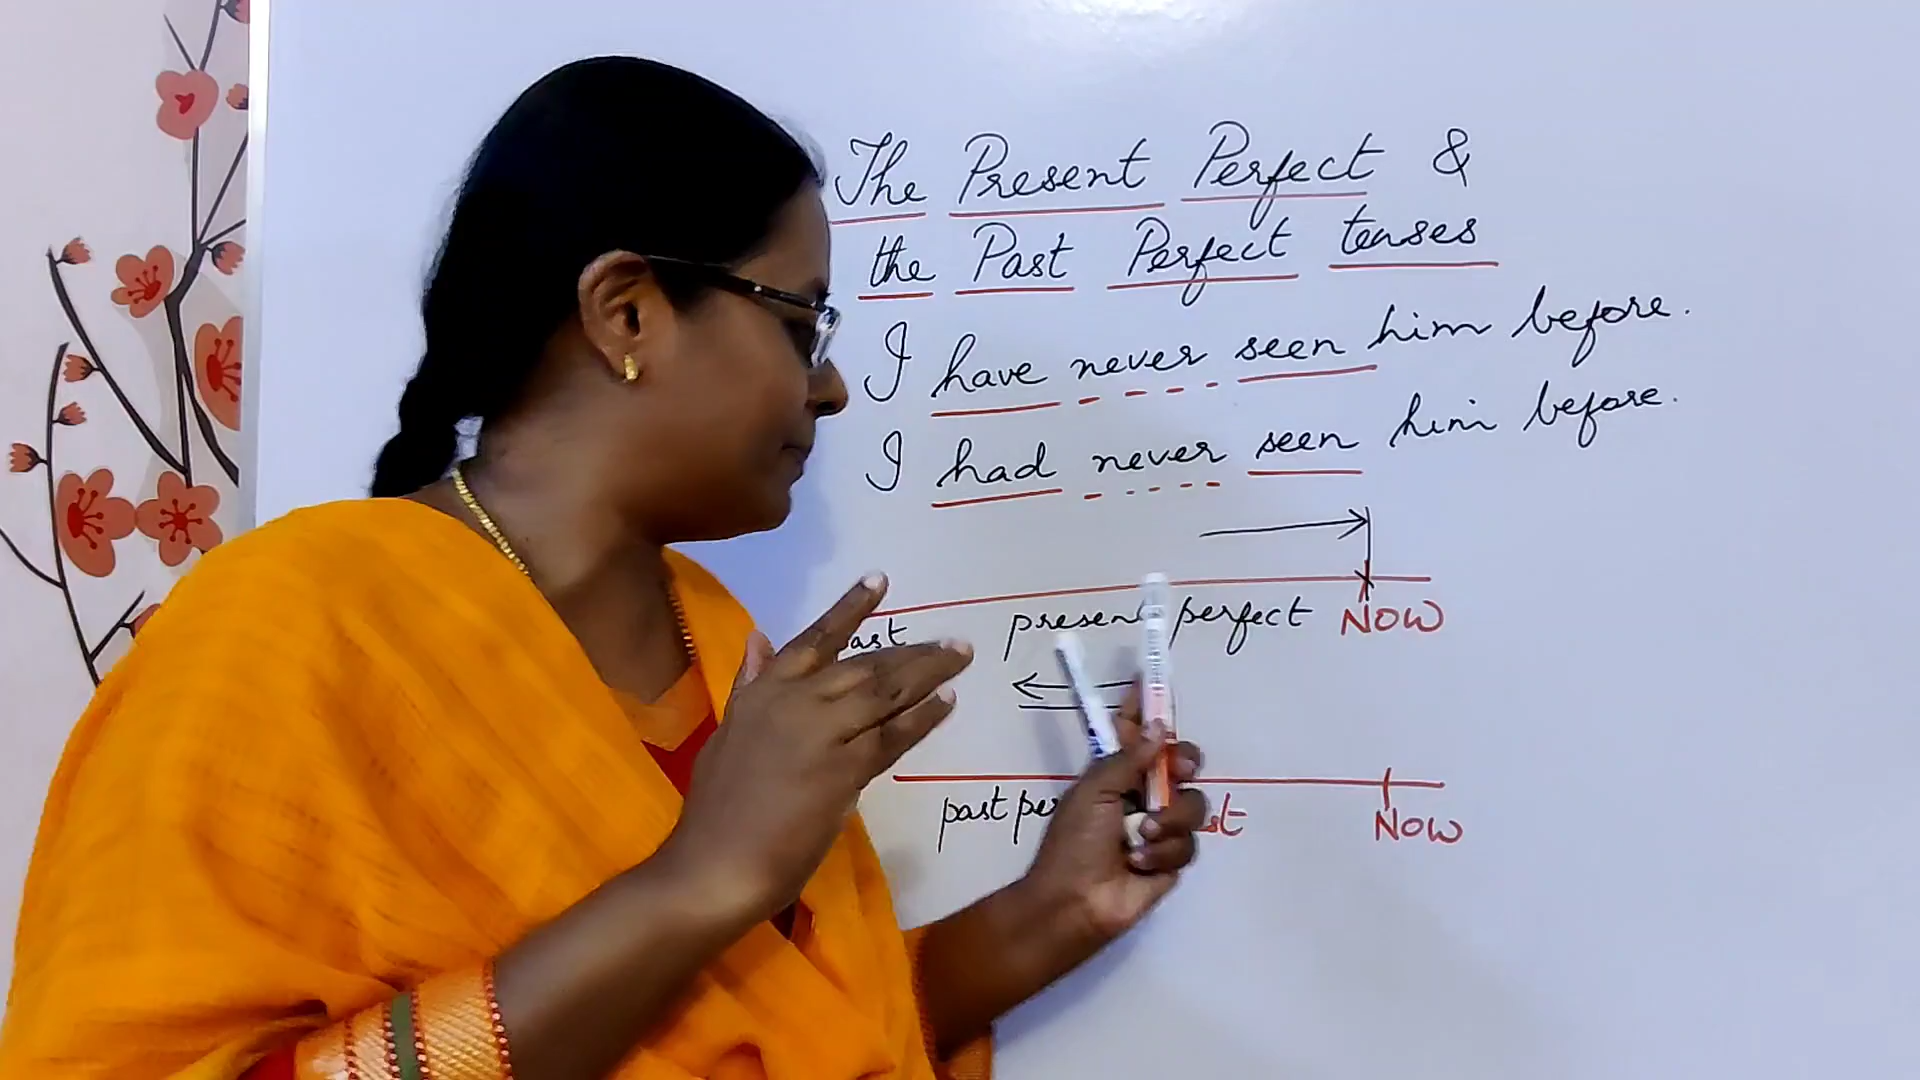 The Present Perfect &
the Past Perfect tenses
I have never seen him before.
I had never seen him before.
present perfect NOW
past NOW